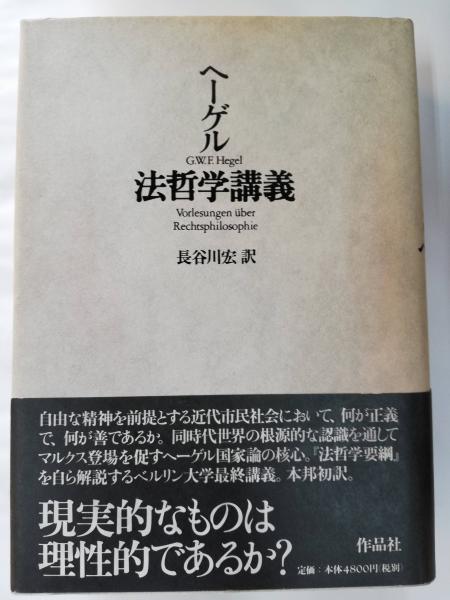 ヘーゲル
G.W.F. Hegel
法哲学講義
Vorlesungen über
Rechtsphilosophie
長谷川宏 訳
自由な精神を前提とする近代市民社会において、何が正義
で、何が善であるか。同時代世界の根源的な認識を通して
マルクス登場を促すヘーゲル国家論の核心。『法哲学要綱』
を自ら解説するベルリン大学最終講義。本邦初訳。
現実的なものは
理性的であるか?
作品社
定価:本体4800円(税別)